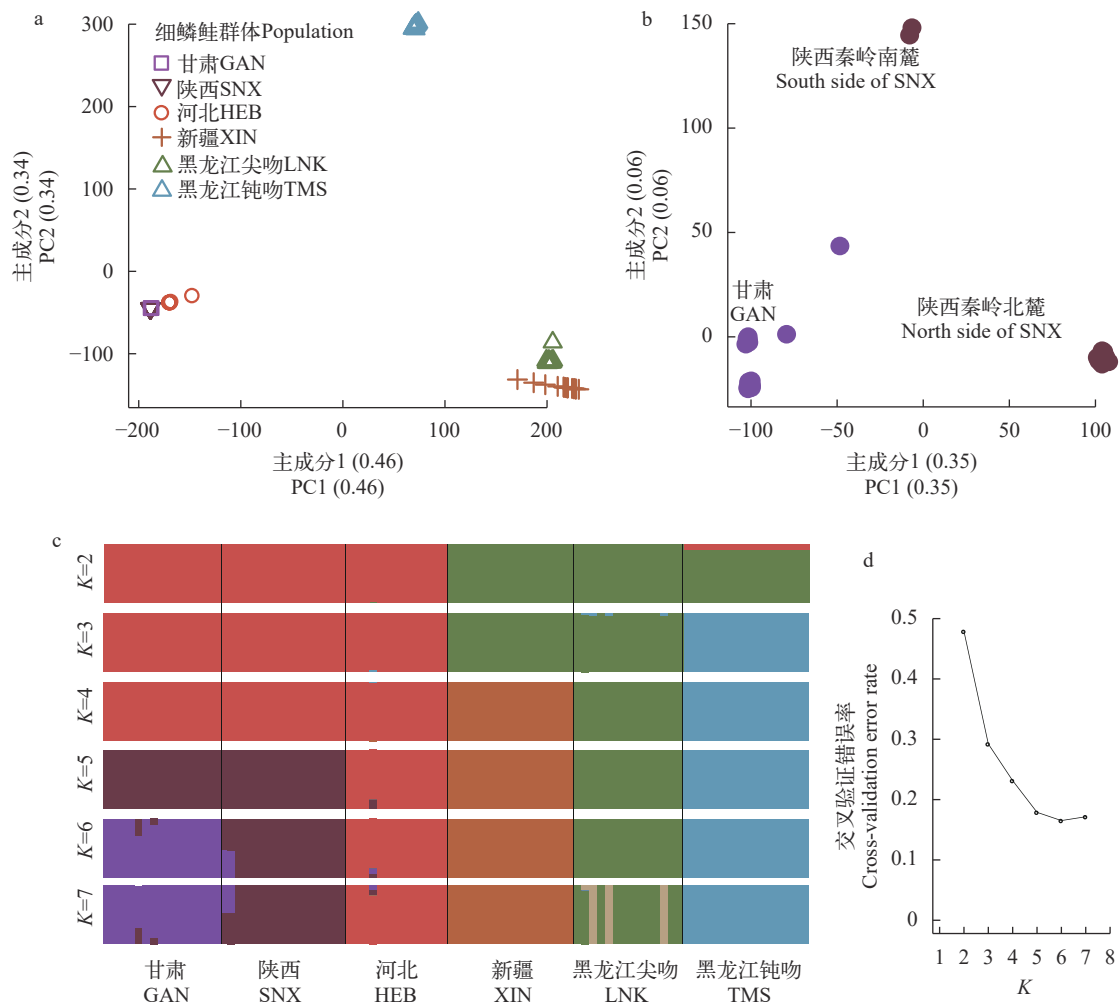 a
300
200
100
0
−100
−200
−100
0
100
200
主成分2 (0.34)
PC2 (0.34)
主成分1 (0.46)
PC1 (0.46)
细鳞鲑群体Population
甘肃GAN
陕西SNX
河北HEB
新疆XIN
黑龙江尖吻LNK
黑龙江钝吻TMS
b
150
100
50
0
−100
−50
0
50
100
主成分2 (0.06)
PC2 (0.06)
主成分1 (0.35)
PC1 (0.35)
陕西秦岭南麓
South side of SNX
甘肃
GAN
陕西秦岭北麓
North side of SNX
c
K=2
K=3
K=4
K=5
K=6
K=7
甘肃
GAN
陕西
SNX
河北
HEB
新疆
XIN
黑龙江尖吻
LNK
黑龙江钝吻
TMS
d
0.5
0.4
0.3
0.2
0.1
0
1 2 3 4 5 6 7 8
K
交叉验证错误率
Cross-validation error rate